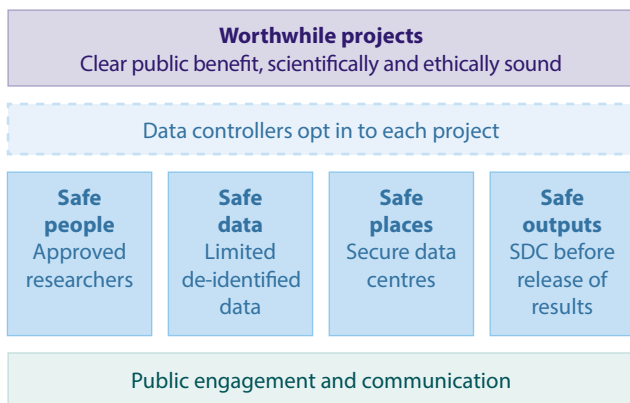 Worthwhile projects
Clear public benefit, scientifically and ethically sound
Data controllers opt in to each project
Safe
people
Approved
researchers
Safe
data
Limited
de-identified
data
Safe
places
Secure data
centres
Safe
outputs
SDC before
release of
results
Public engagement and communication